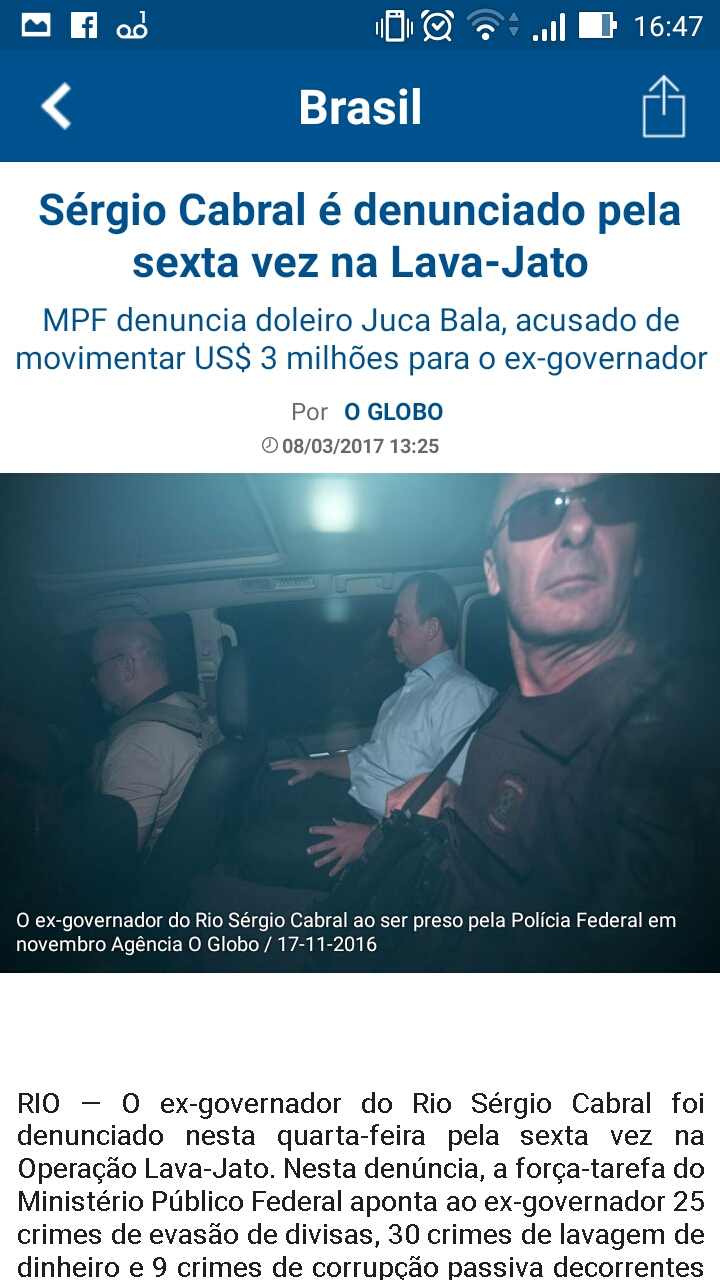 16:47
Brasil
Sérgio Cabral é denunciado pela
sexta vez na Lava-Jato
MPF denuncia doleiro Juca Bala, acusado de
movimentar US$ 3 milhões para o ex-governador
Por O GLOBO
08/03/2017 13:25
O ex-governador do Rio Sérgio Cabral ao ser preso pela Polícia Federal em
novembro Agência O Globo / 17-11-2016
RIO — O ex-governador do Rio Sérgio Cabral foi
denunciado nesta quarta-feira pela sexta vez na
Operação Lava-Jato. Nesta denúncia, a força-tarefa do
Ministério Público Federal aponta ao ex-governador 25
crimes de evasão de divisas, 30 crimes de lavagem de
dinheiro e 9 crimes de corrupção passiva decorrentes